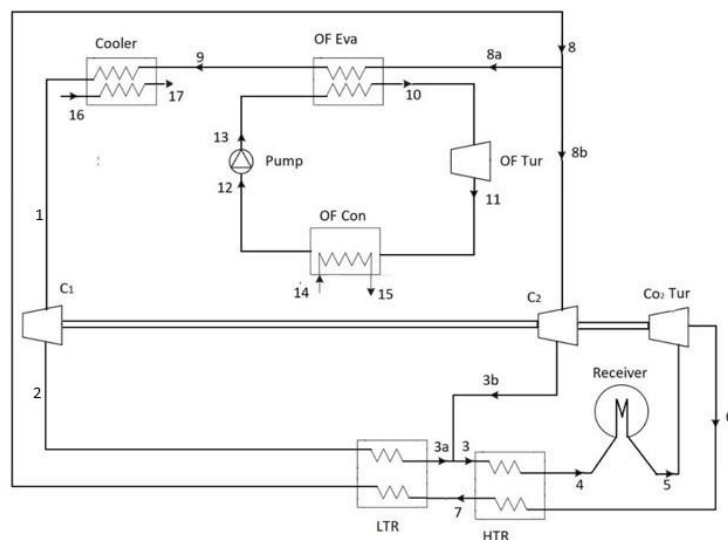 Cooler
OF Eva
8
9
8a
16
17
10
13
Pump
OF Tur
8b
12
11
1
OF Con
14
15
C1
C2
Co2 Tur
3b
Receiver
2
3a
3
4
5
7
LTR
HTR